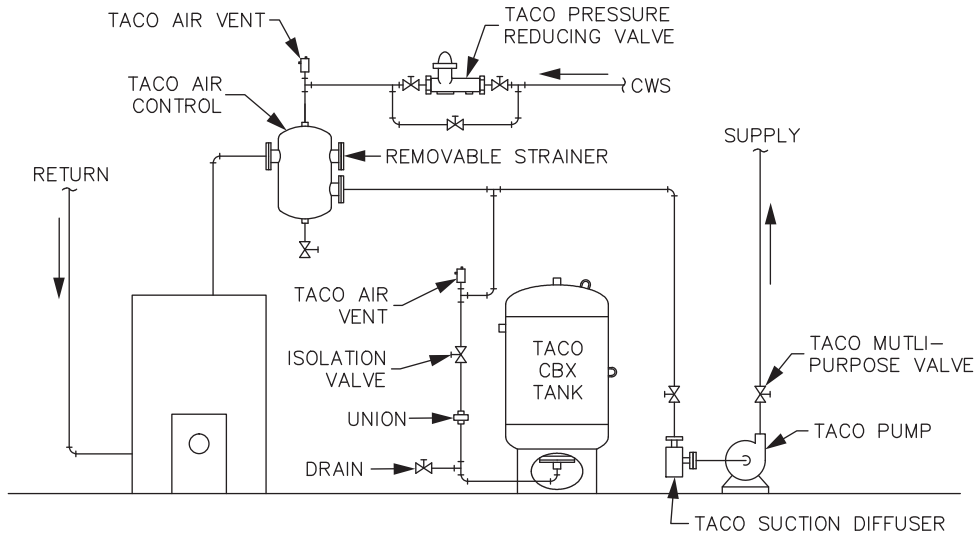 TACO AIR VENT
TACO PRESSURE
REDUCING VALVE
TACO AIR
CONTROL
CWS
REMOVABLE STRAINER
SUPPLY
RETURN
TACO AIR
VENT
ISOLATION
VALVE
UNION
DRAIN
TACO
CBX
TANK
TACO MUTLI-
PURPOSE VALVE
TACO PUMP
TACO SUCTION DIFFUSER